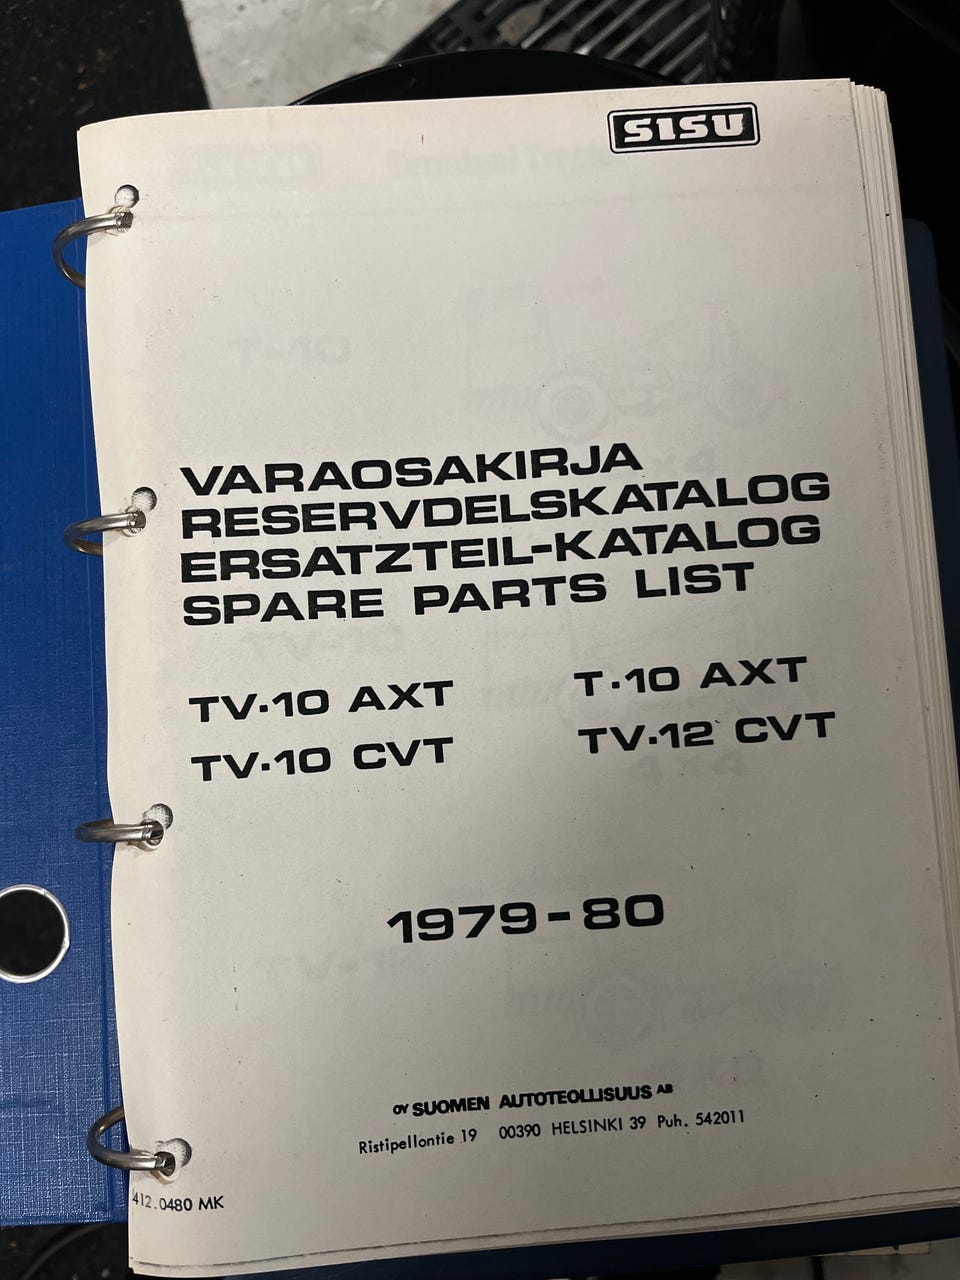 SISU
VARAOSAKIRJA
RESERVDELSKATALOG
ERSATZTEIL-KATALOG
SPARE PARTS LIST
TV·10 AXT T·10 AXT
TV·10 CVT TV·12 CVT
1979-80
OY SUOMEN AUTOTEOLLISUUS AB
Ristipellontie 19 00390 HELSINKI 39 Puh. 542011
412.0480 MK